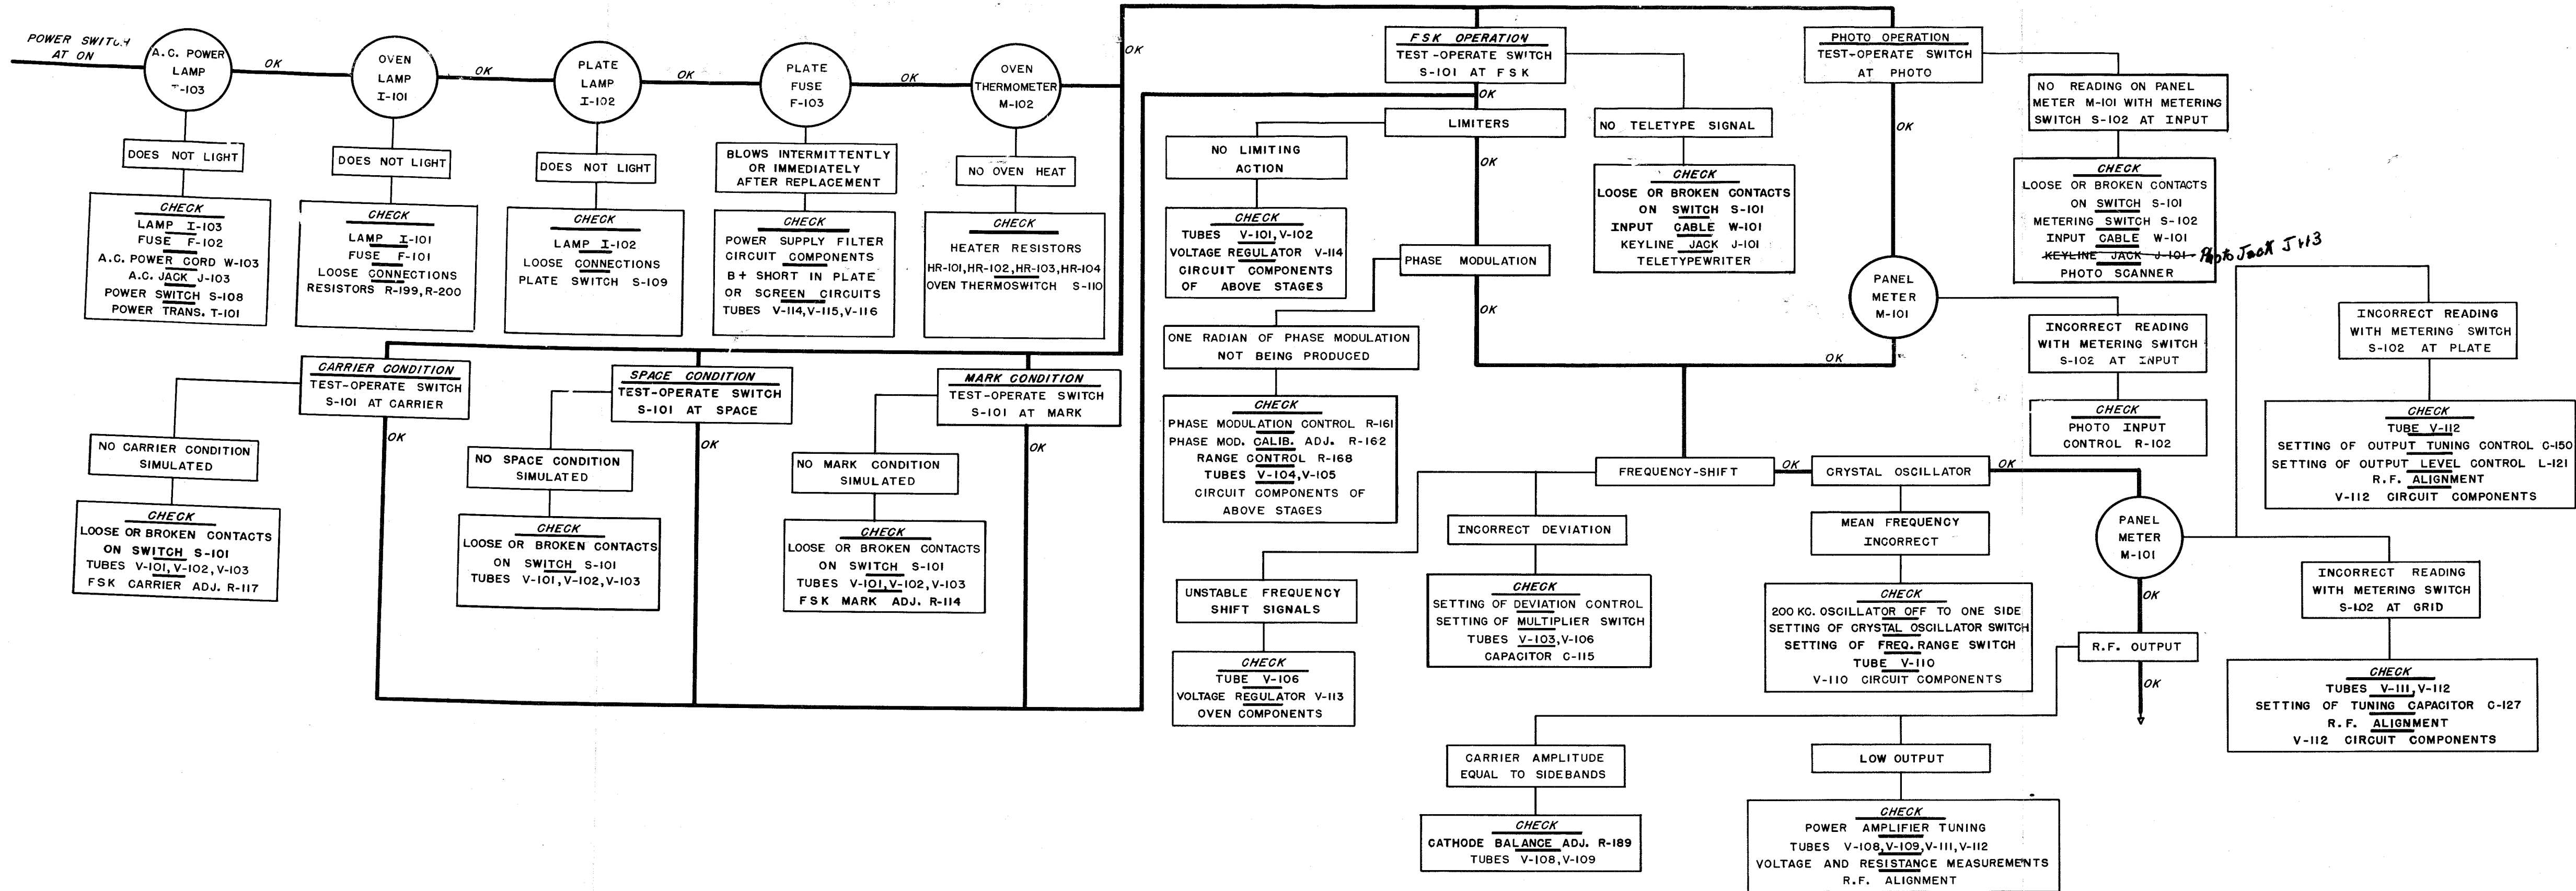 POWER SWITCH
AT ON
A.C. POWER
LAMP
I-103
OK
OVEN
LAMP
I-101
OK
PLATE
LAMP
I-102
OK
PLATE
FUSE
F-103
OK
OVEN
THERMOMETER
M-102
OK
DOES NOT LIGHT
CHECK
LAMP I-103
FUSE F-102
A.C. POWER CORD W-103
A.C. JACK J-103
POWER SWITCH S-108
POWER TRANS. T-101
DOES NOT LIGHT
CHECK
LAMP I-101
FUSE F-101
LOOSE CONNECTIONS
RESISTORS R-199,R-200
DOES NOT LIGHT
CHECK
LAMP I-102
LOOSE CONNECTIONS
PLATE SWITCH S-109
BLOWS INTERMITTENTLY
OR IMMEDIATELY
AFTER REPLACEMENT
CHECK
POWER SUPPLY FILTER
CIRCUIT COMPONENTS
B+ SHORT IN PLATE
OR SCREEN CIRCUITS
TUBES V-114,V-115,V-116
NO OVEN HEAT
CHECK
HEATER RESISTORS
HR-101,HR-102,HR-103,HR-104
OVEN THERMOSWITCH S-110
CARRIER CONDITION
TEST-OPERATE SWITCH
S-101 AT CARRIER
OK
NO CARRIER CONDITION
SIMULATED
CHECK
LOOSE OR BROKEN CONTACTS
ON SWITCH S-101
TUBES V-101,V-102,V-103
FSK CARRIER ADJ. R-117
SPACE CONDITION
TEST-OPERATE SWITCH
S-101 AT SPACE
OK
NO SPACE CONDITION
SIMULATED
CHECK
LOOSE OR BROKEN CONTACTS
ON SWITCH S-101
TUBES V-101,V-102,V-103
MARK CONDITION
TEST-OPERATE SWITCH
S-101 AT MARK
OK
NO MARK CONDITION
SIMULATED
CHECK
LOOSE OR BROKEN CONTACTS
ON SWITCH S-101
TUBES V-101,V-102,V-103
FSK MARK ADJ. R-114
FSK OPERATION
TEST-OPERATE SWITCH
S-101 AT FSK
OK
LIMITERS
OK
NO LIMITING
ACTION
CHECK
TUBES V-101,V-102
VOLTAGE REGULATOR V-114
CIRCUIT COMPONENTS
OF ABOVE STAGES
NO TELETYPE SIGNAL
CHECK
LOOSE OR BROKEN CONTACTS
ON SWITCH S-101
INPUT CABLE W-101
KEYLINE JACK J-101
TELETYPEWRITER
PHASE MODULATION
OK
ONE RADIAN OF PHASE MODULATION
NOT BEING PRODUCED
CHECK
PHASE MODULATION CONTROL R-161
PHASE MOD. CALIB. ADJ. R-162
RANGE CONTROL R-168
TUBES V-104,V-105
CIRCUIT COMPONENTS OF
ABOVE STAGES
PHOTO OPERATION
TEST-OPERATE SWITCH
AT PHOTO
OK
NO READING ON PANEL
METER M-101 WITH METERING
SWITCH S-102 AT INPUT
CHECK
LOOSE OR BROKEN CONTACTS
ON SWITCH S-101
METERING SWITCH S-102
INPUT CABLE W-101
KEYLINE JACK J-101 - Photo Jack J-113
PHOTO SCANNER
PANEL
METER
M-101
OK
INCORRECT READING
WITH METERING SWITCH
S-102 AT INPUT
CHECK
PHOTO INPUT
CONTROL R-102
FREQUENCY-SHIFT
OK
CRYSTAL OSCILLATOR
OK
UNSTABLE FREQUENCY
SHIFT SIGNALS
CHECK
TUBE V-106
VOLTAGE REGULATOR V-113
OVEN COMPONENTS
INCORRECT DEVIATION
CHECK
SETTING OF DEVIATION CONTROL
SETTING OF MULTIPLIER SWITCH
TUBES V-103,V-106
CAPACITOR C-115
MEAN FREQUENCY
INCORRECT
CHECK
200 KC. OSCILLATOR OFF TO ONE SIDE
SETTING OF CRYSTAL OSCILLATOR SWITCH
SETTING OF FREQ. RANGE SWITCH
TUBE V-110
V-110 CIRCUIT COMPONENTS
PANEL
METER
M-101
OK
INCORRECT READING
WITH METERING SWITCH
S-102 AT PLATE
CHECK
TUBE V-112
SETTING OF OUTPUT TUNING CONTROL C-150
SETTING OF OUTPUT LEVEL CONTROL L-121
R.F. ALIGNMENT
V-112 CIRCUIT COMPONENTS
INCORRECT READING
WITH METERING SWITCH
S-102 AT GRID
CHECK
TUBES V-111,V-112
SETTING OF TUNING CAPACITOR C-127
R.F. ALIGNMENT
V-112 CIRCUIT COMPONENTS
R.F. OUTPUT
OK
CARRIER AMPLITUDE
EQUAL TO SIDEBANDS
CHECK
CATHODE BALANCE ADJ. R-189
TUBES V-108,V-109
LOW OUTPUT
CHECK
POWER AMPLIFIER TUNING
TUBES V-108,V-109,V-111,V-112
VOLTAGE AND RESISTANCE MEASUREMENTS
R.F. ALIGNMENT